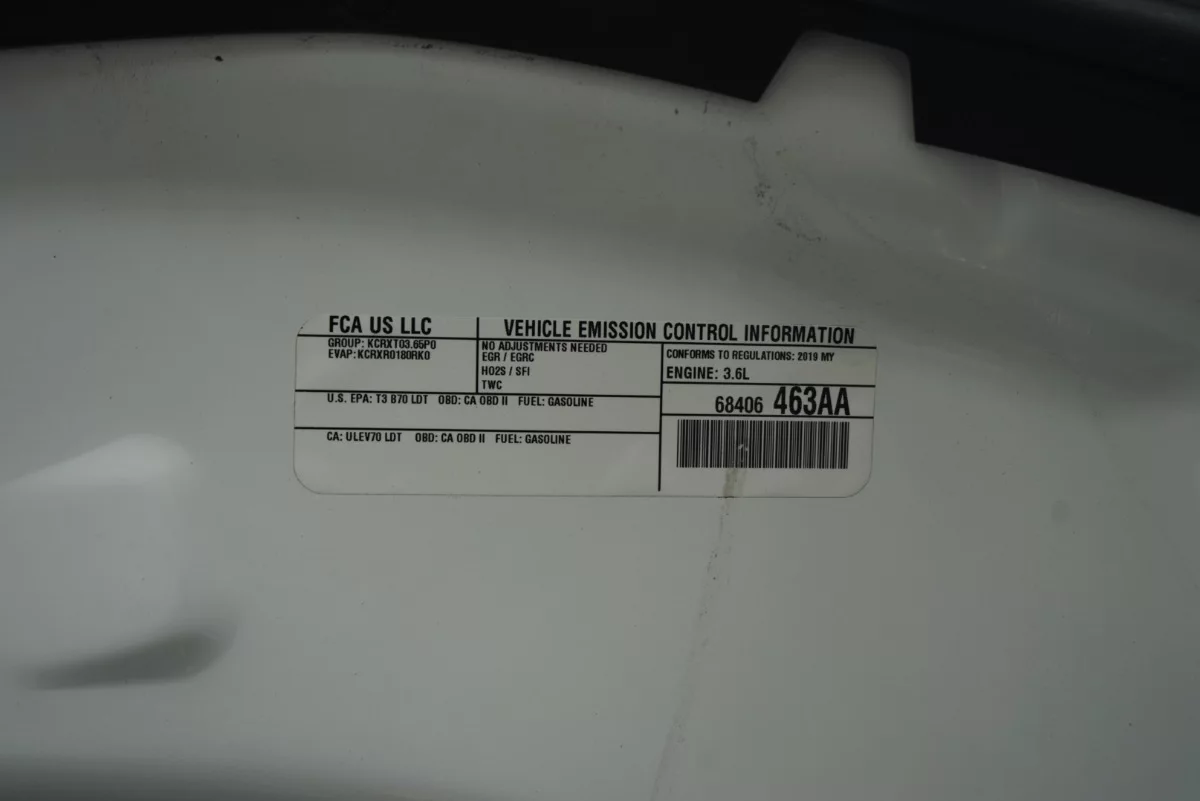 FCA US LLC
VEHICLE EMISSION CONTROL INFORMATION
GROUP: KCRXT03.65P0
EVAP: KCRXR0180RK0
NO ADJUSTMENTS NEEDED
EGR / EGRC
HO2S / SFI
TWC
CONFORMS TO REGULATIONS: 2019 MY
ENGINE: 3.6L
68406 463AA
U.S. EPA: T3 B70 LDT OBD: CA OBD II FUEL: GASOLINE
CA: ULEV70 LDT OBD: CA OBD II FUEL: GASOLINE